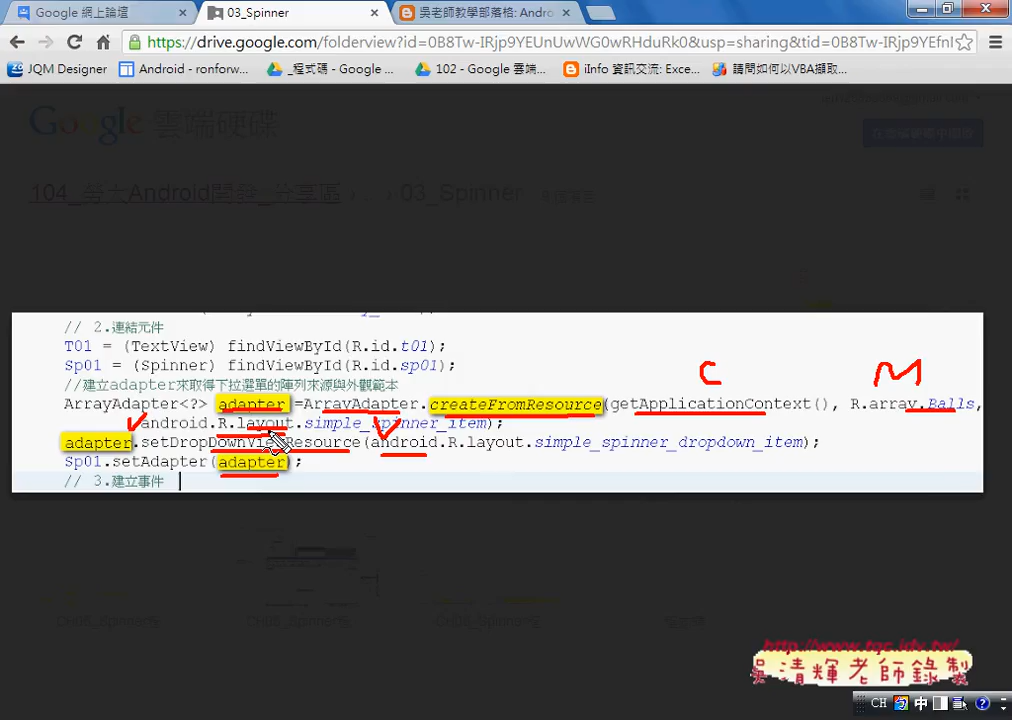 Google 網上論壇
03_Spinner
吳老師教學部落格: Andro
https://drive.google.com/folderview?id=0B8Tw-IRjp9YEUnUwWG0wRHduRk0&usp=sharing&tid=0B8Tw-IRjp9YEfnI
JQM Designer
Android - ronforw...
_程式碼 - Google ...
102 - Google 雲端...
iInfo 資訊交流: Exce...
請問如何以VBA擷取...
Google 雲端硬碟
104_勞大Android開發_分享區
03_Spinner
// 2.連結元件
T01 = (TextView) findViewById(R.id.t01);
Sp01 = (Spinner) findViewById(R.id.sp01);
//建立adapter來取得下拉選單的陣列來源與外觀範本
C M
ArrayAdapter<?> adapter =ArrayAdapter.createFromResource(getApplicationContext(), R.array.Balls,
android.R.layout.simple_spinner_item);
adapter.setDropDownViewResource(android.R.layout.simple_spinner_dropdown_item);
Sp01.setAdapter(adapter);
// 3.建立事件
http://www.tqc.idv.tw/
吳清輝老師錄製
CH 中